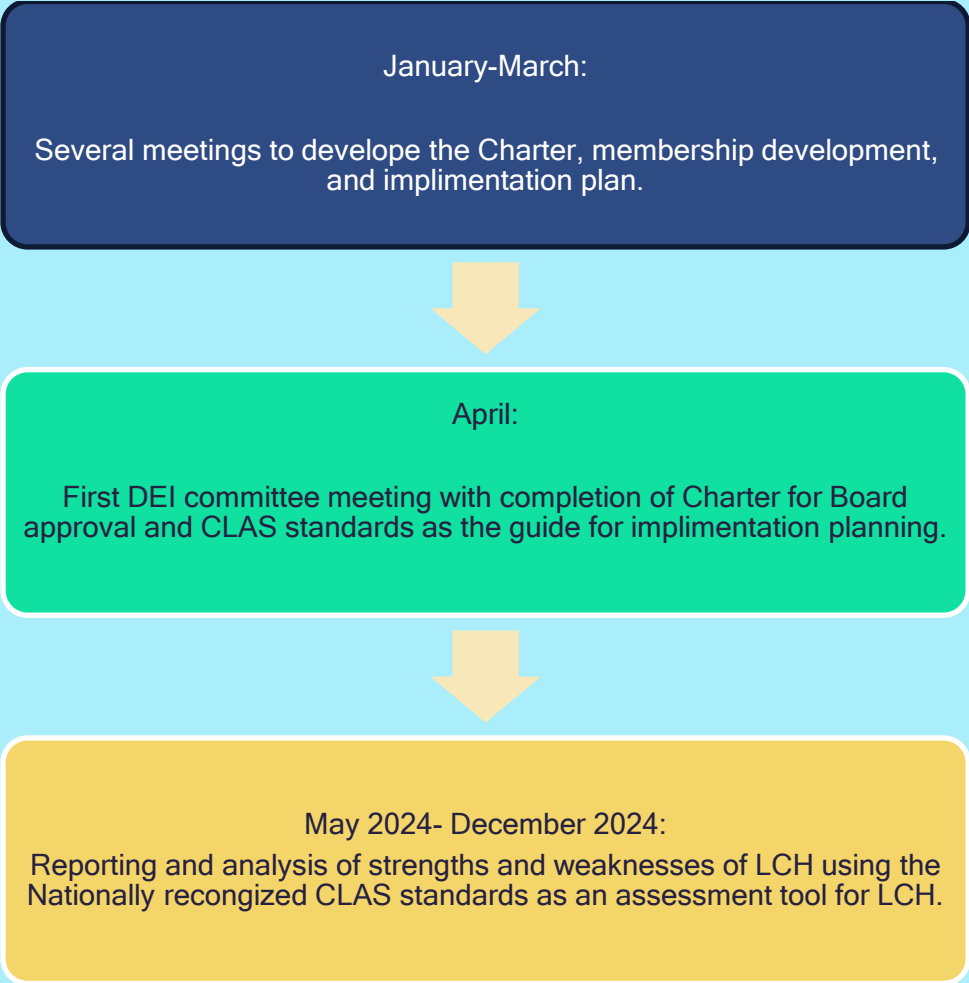 January-March:
Several meetings to develope the Charter, membership development,
and implimentation plan.
April:
First DEI committee meeting with completion of Charter for Board
approval and CLAS standards as the guide for implimentation planning.
May 2024- December 2024:
Reporting and analysis of strengths and weaknesses of LCH using the
Nationally recongized CLAS standards as an assessment tool for LCH.